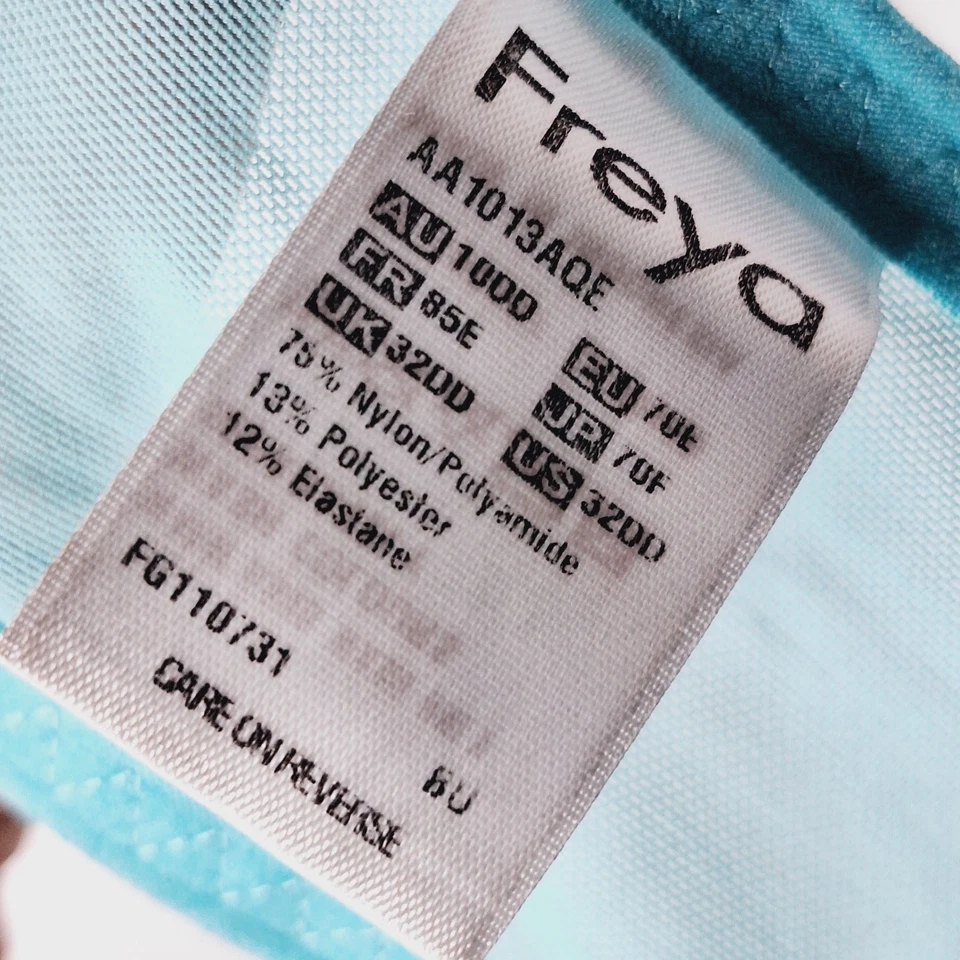 Freya
AA1013AQE
AU 100D
FR 85E EU 70E
UK 32DD JP 70F
US 32DD
75% Nylon/Polyamide
13% Polyester
12% Elastane
FG110731
CARE ON REVERSE